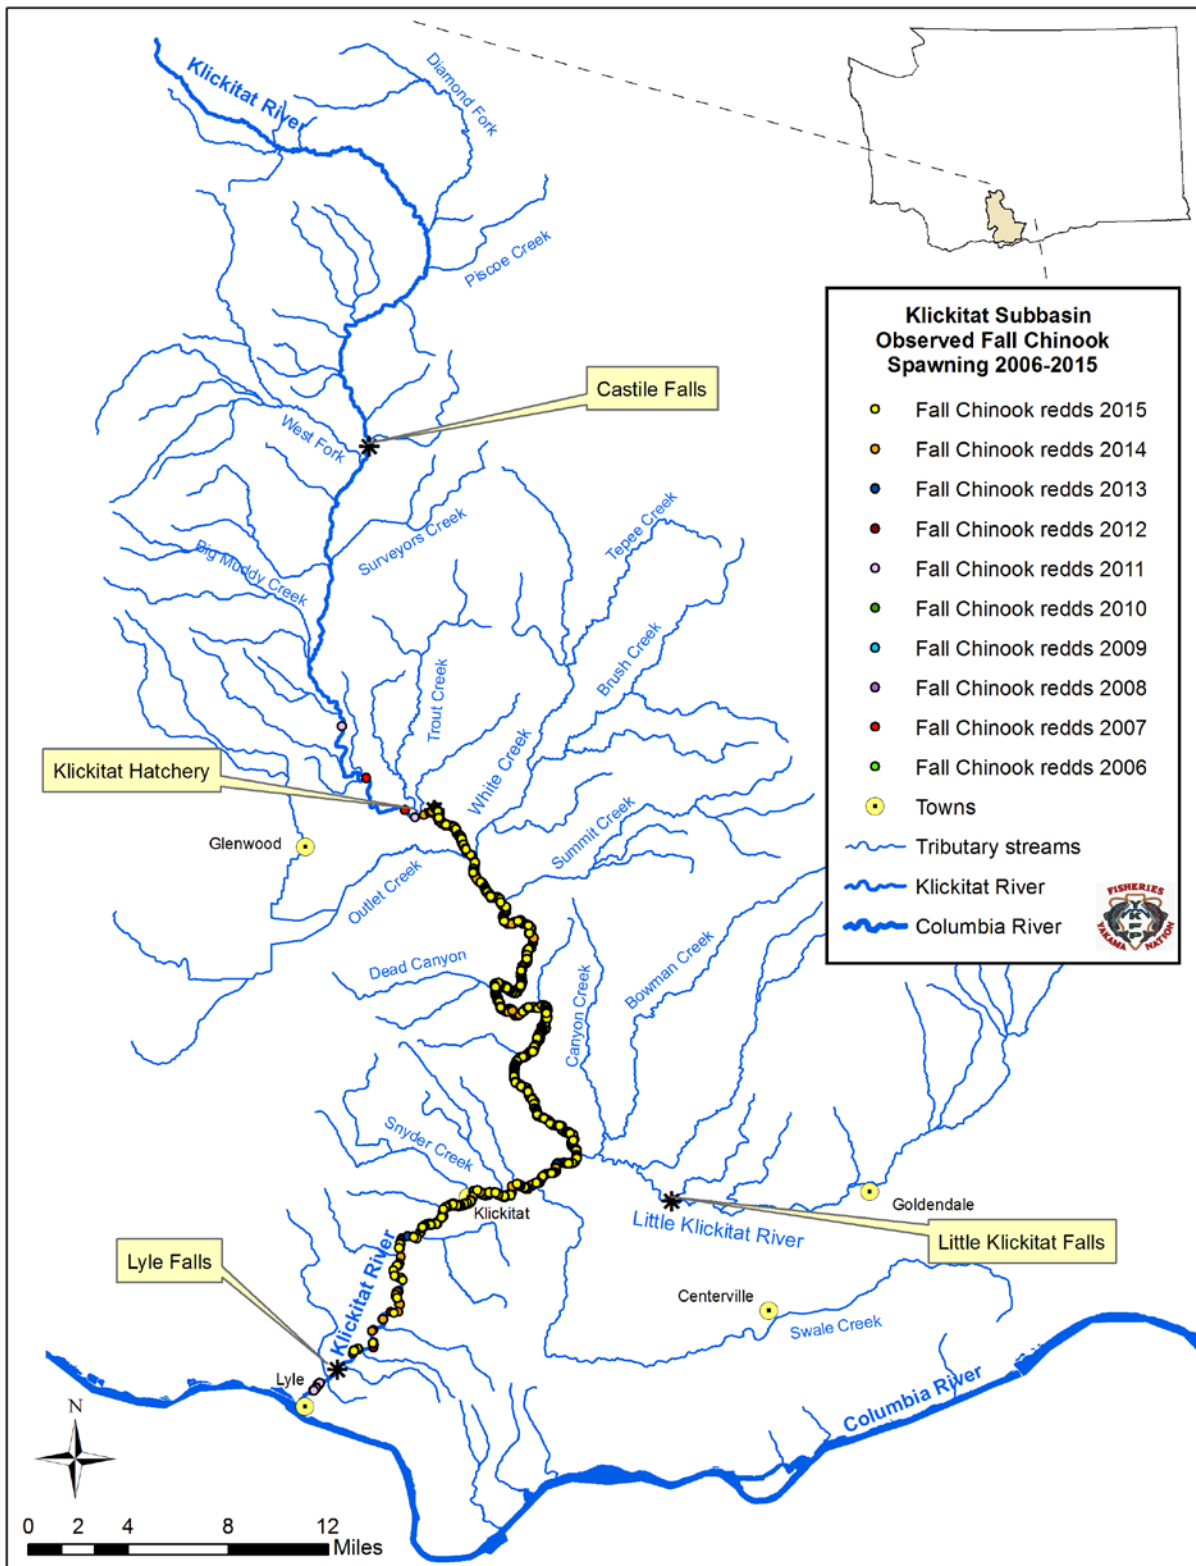 Klickitat River
Diamond Fork
Piscoe Creek
Castile Falls
West Fork
Surveyors Creek
Big Muddy Creek
Tepee Creek
Brush Creek
Trout Creek
White Creek
Klickitat Hatchery
Glenwood
Summit Creek
Outlet Creek
Dead Canyon
Canyon Creek
Bowman Creek
Snyder Creek
Klickitat
Goldendale
Little Klickitat River
Little Klickitat Falls
Klickitat River
Lyle Falls
Centerville
Swale Creek
Lyle
Columbia River
N
0 2 4 8 12
Miles
Klickitat Subbasin
Observed Fall Chinook
Spawning 2006-2015
Fall Chinook redds 2015
Fall Chinook redds 2014
Fall Chinook redds 2013
Fall Chinook redds 2012
Fall Chinook redds 2011
Fall Chinook redds 2010
Fall Chinook redds 2009
Fall Chinook redds 2008
Fall Chinook redds 2007
Fall Chinook redds 2006
Towns
Tributary streams
Klickitat River
Columbia River
FISHERIES
YKFP
YAKAMA NATION